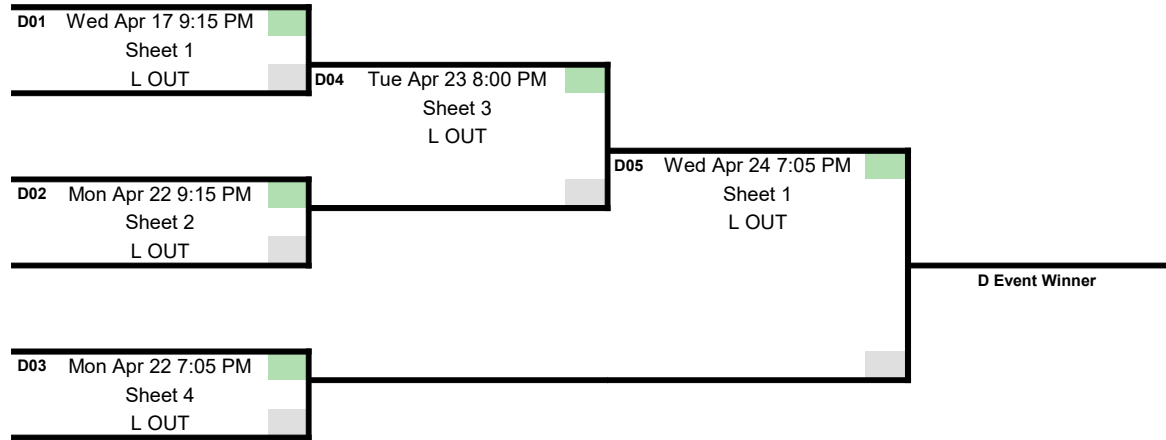 D01 Wed Apr 17 9:15 PM
Sheet 1
L OUT
D04 Tue Apr 23 8:00 PM
Sheet 3
L OUT
D05 Wed Apr 24 7:05 PM
Sheet 1
L OUT
D02 Mon Apr 22 9:15 PM
Sheet 2
L OUT
D Event Winner
D03 Mon Apr 22 7:05 PM
Sheet 4
L OUT